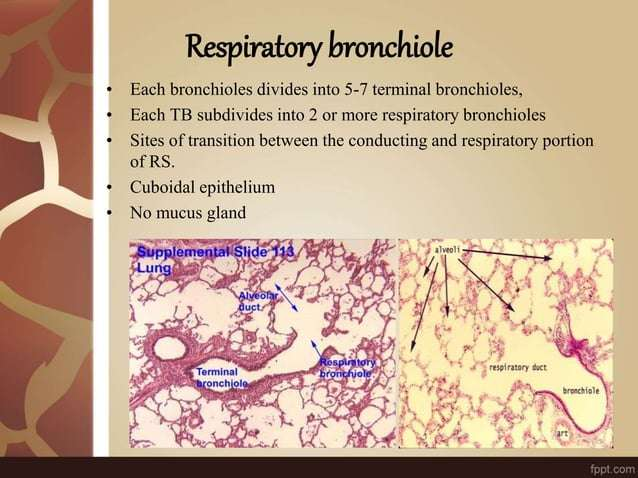 Respiratory bronchiole
• Each bronchioles divides into 5-7 terminal bronchioles,
• Each TB subdivides into 2 or more respiratory bronchioles
• Sites of transition between the conducting and respiratory portion
of RS.
• Cuboidal epithelium
• No mucus gland
Supplemental Slide 113
Lung
Alveolar
duct
Respiratory
bronchiole
Terminal
bronchiole
alveoli
respiratory duct
bronchiole
art
fppt.com